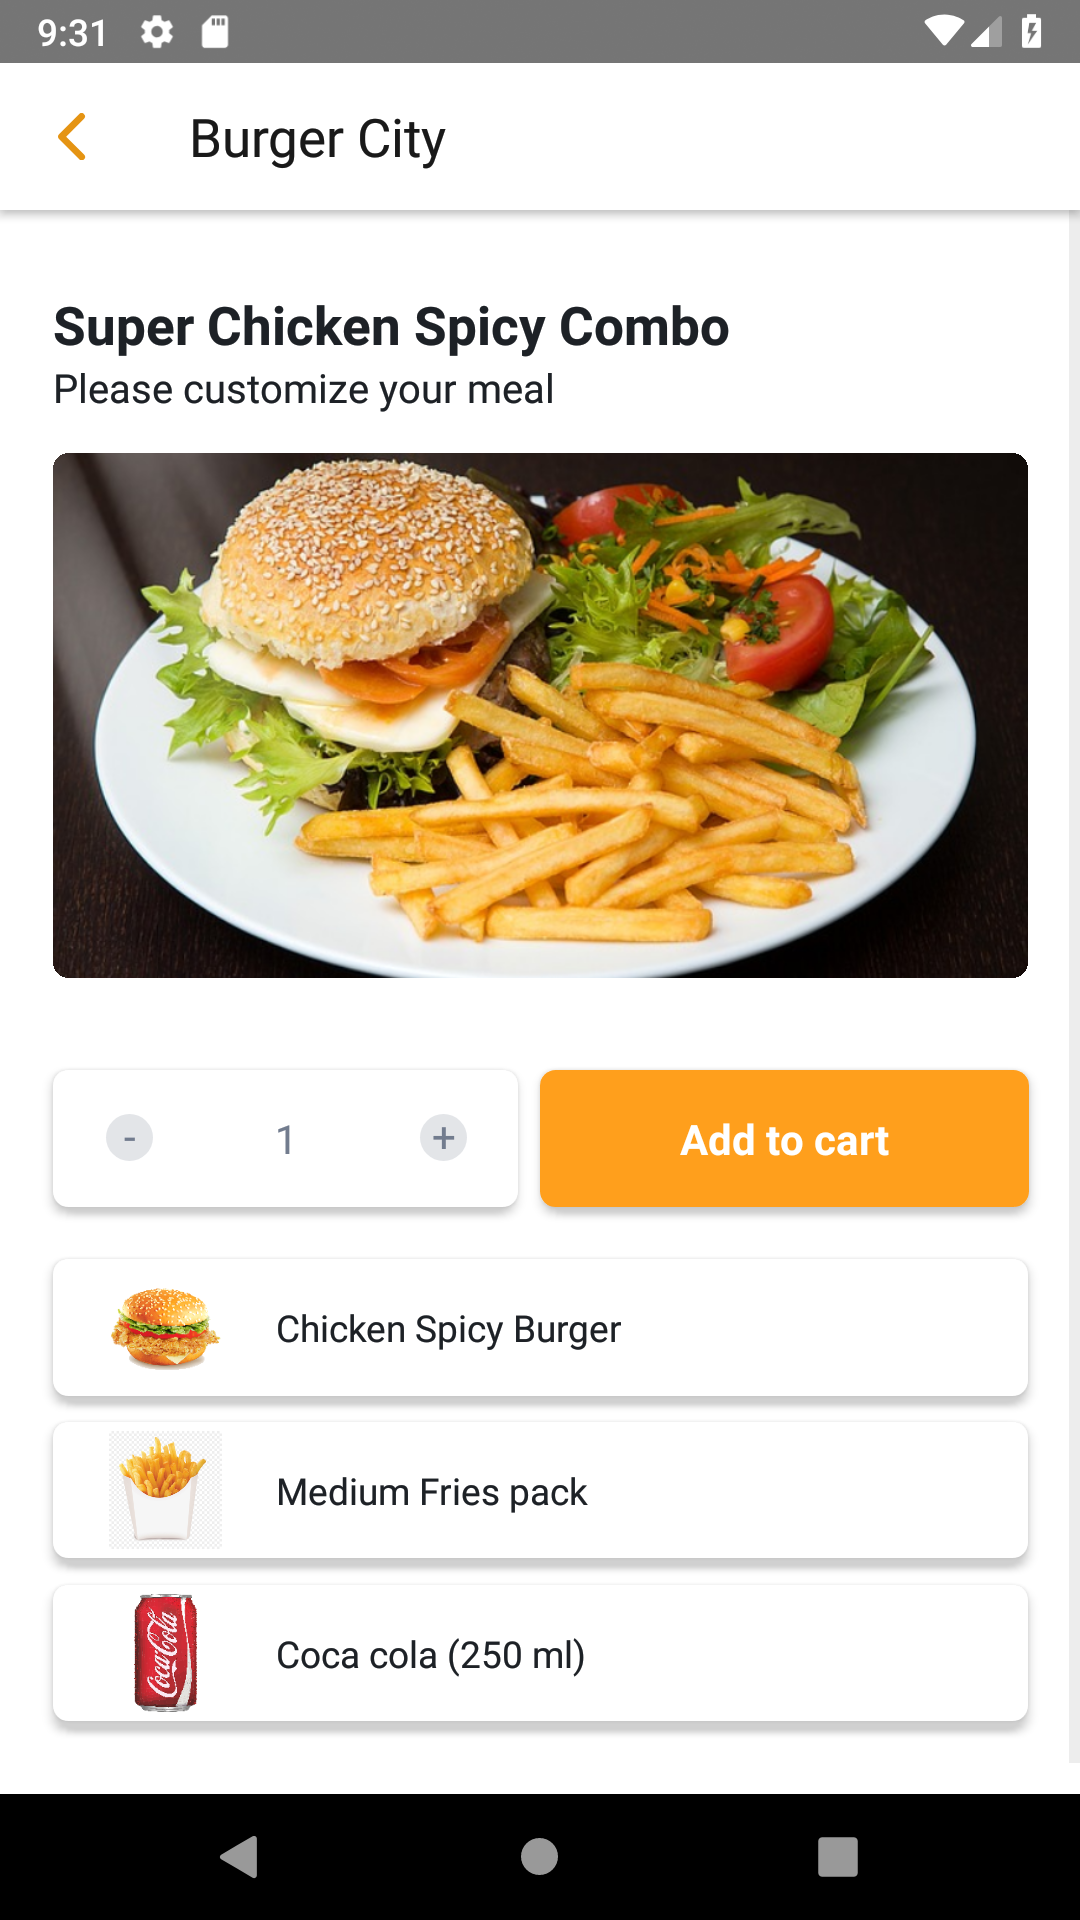 9:31
Burger City
Super Chicken Spicy Combo
Please customize your meal
- 1 +
Add to cart
Chicken Spicy Burger
Medium Fries pack
Coca-Cola
Coca cola (250 ml)